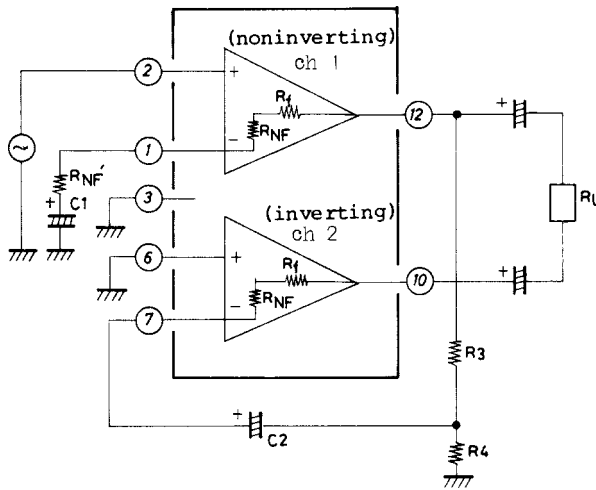 (noninverting)
ch 1
2
+
Rf
+
12
RNF
~
1
−
RNF'
+
C1
3
(inverting)
ch 2
RL
6
+
Rf
+
10
RNF
7
−
R3
+
C2
R4